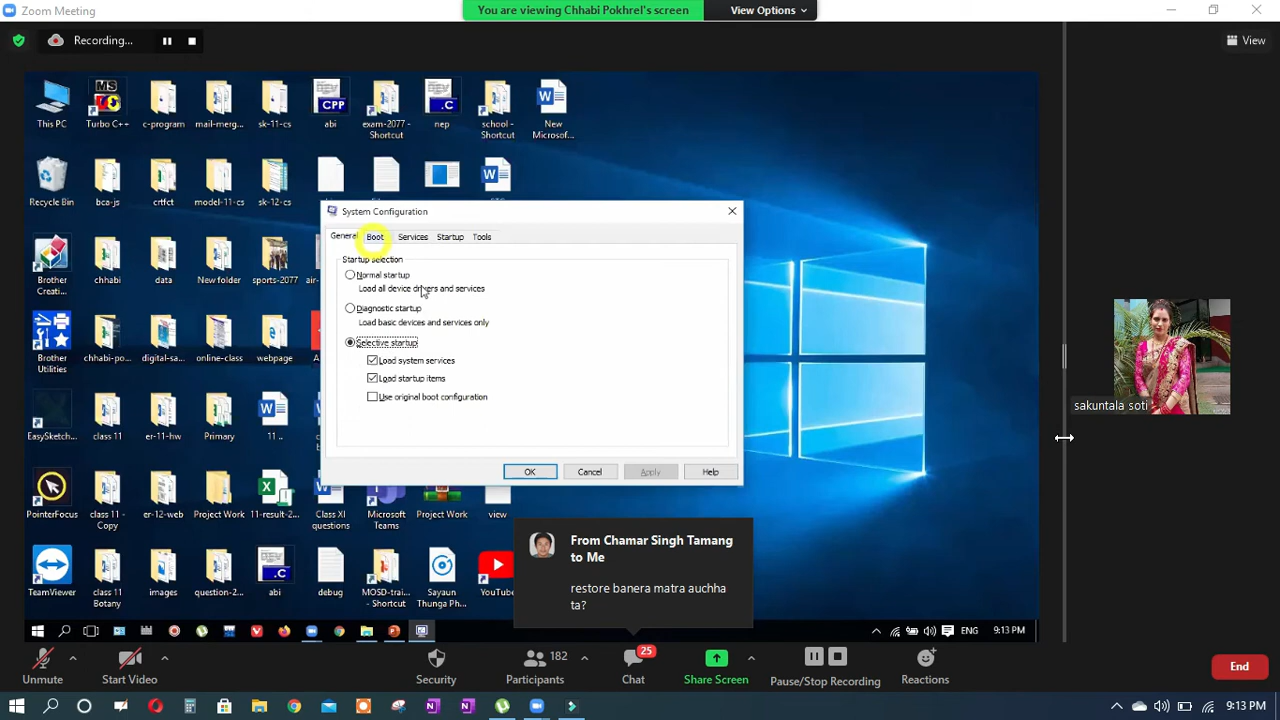 Zoom Meeting
You are viewing Chhabi Pokhrel's screen
View Options
Recording...
View
This PC
Turbo C++
c-program
mail-merg...
sk-11-cs
abi
exam-2077 -
Shortcut
nep
school -
Shortcut
New
Microsof...
Recycle Bin
bca-js
crtfct
model-11-cs
sk-12-cs
Brother
Creati...
chhabi
data
New folder
sports-2077
Brother
Utilities
chhabi-po...
digital-sa...
online-class
webpage
EasySketch...
class 11
er-11-hw
Primary
11 ..
PointerFocus
class 11
- Copy
er-12-web
Project Work
11-result-2...
Class XI
questions
Microsoft
Teams
Project Work
view
TeamViewer
class 11
Botany
images
question-2...
abi
debug
MOSD-trai...
- Shortcut
Sayaun
Thunga Ph...
YouTube
System Configuration
General
Boot
Services
Startup
Tools
Startup selection
Normal startup
Load all device drivers and services
Diagnostic startup
Load basic devices and services only
Selective startup
Load system services
Load startup items
Use original boot configuration
OK
Cancel
Apply
Help
sakuntala soti
From Chamar Singh Tamang
to Me
restore banera matra auchha
ta?
ENG
9:13 PM
Unmute
Start Video
Security
182
Participants
25
Chat
Share Screen
Pause/Stop Recording
Reactions
End
9:13 PM